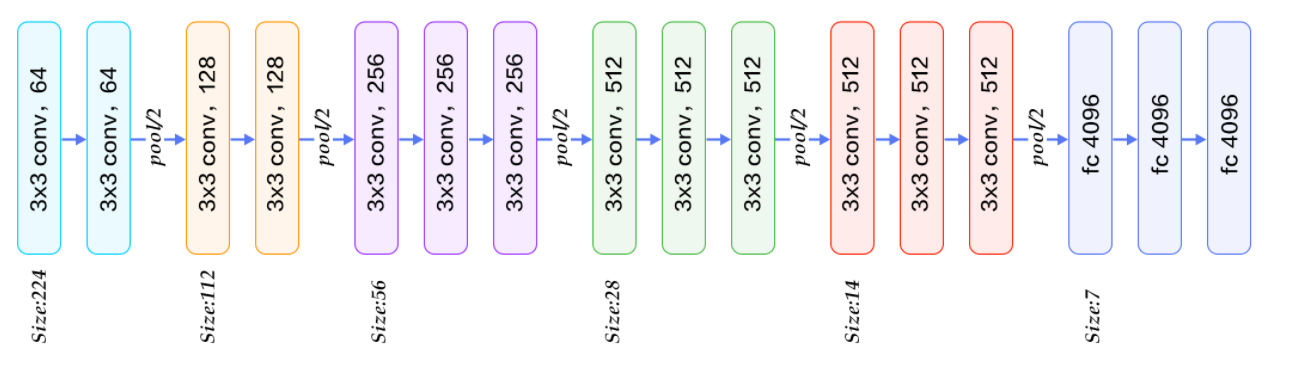 3x3 conv, 64
3x3 conv, 64
pool/2
3x3 conv, 128
3x3 conv, 128
pool/2
3x3 conv, 256
3x3 conv, 256
3x3 conv, 256
pool/2
3x3 conv, 512
3x3 conv, 512
3x3 conv, 512
pool/2
3x3 conv, 512
3x3 conv, 512
3x3 conv, 512
pool/2
fc 4096
fc 4096
fc 4096
Size:224
Size:112
Size:56
Size:28
Size:14
Size:7